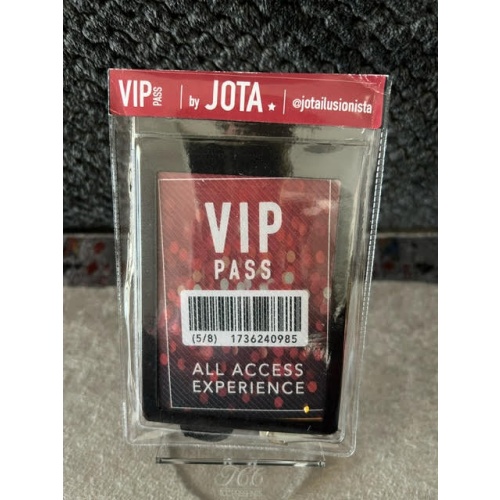 VIP PASS | by JOTA ★ | @jotailusionista
VIP
PASS
(5/8) 1736240985
ALL ACCESS
EXPERIENCE